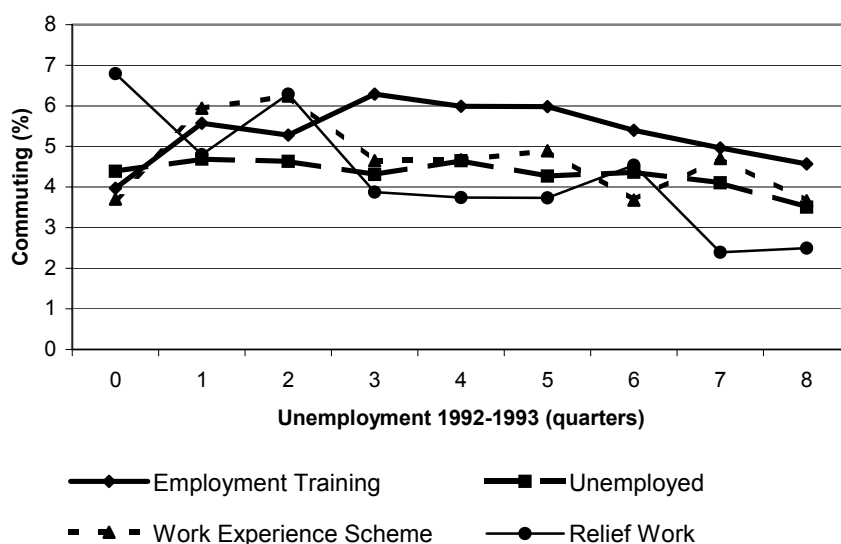 8
7
6
5
4
3
2
1
0
Commuting (%)
0 1 2 3 4 5 6 7 8
Unemployment 1992-1993 (quarters)
Employment Training Unemployed
Work Experience Scheme Relief Work